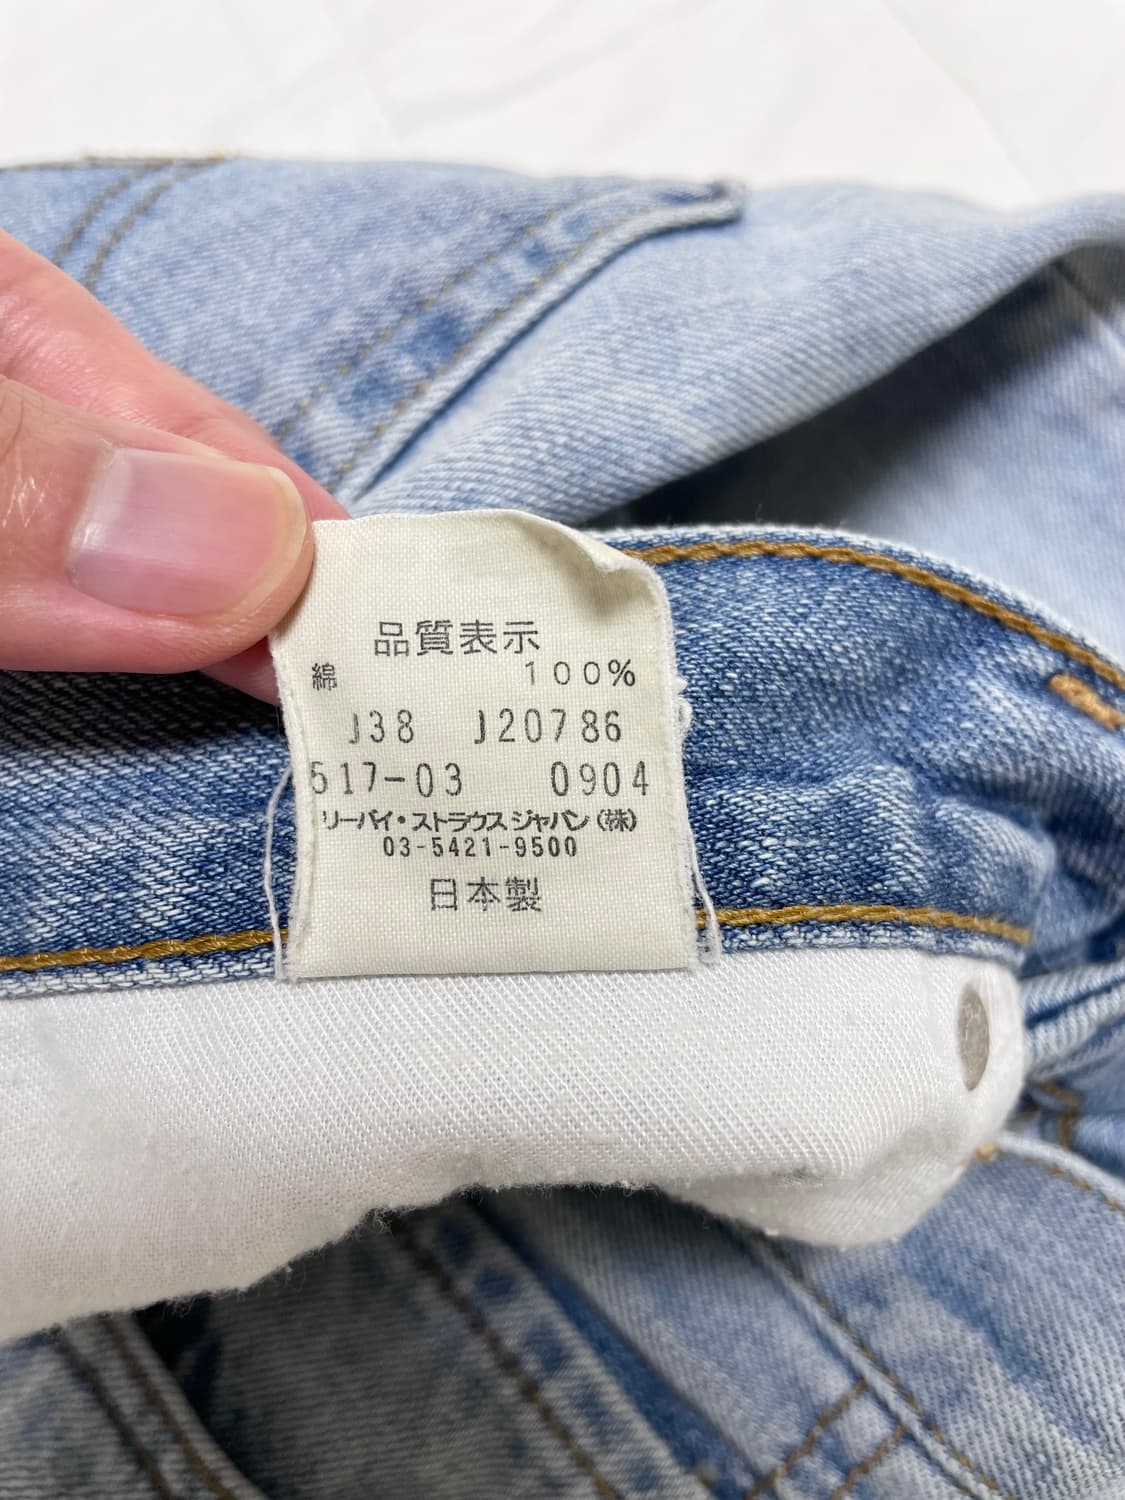 品質表示
綿 100%
J38 J20786
517-03 0904
リーバイ・ストラウス ジャパン (株)
03-5421-9500
日本製